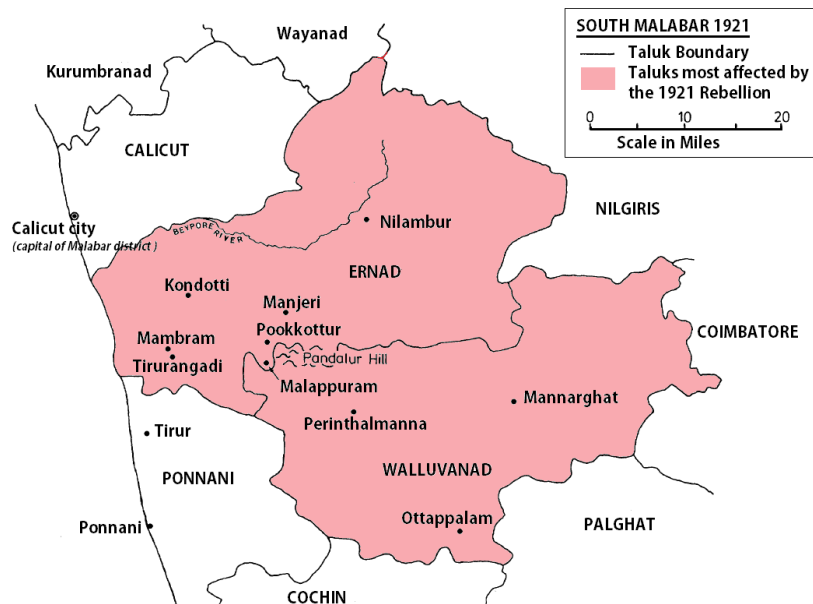 SOUTH MALABAR 1921
Taluk Boundary
Taluks most affected by
the 1921 Rebellion
0 10 20
Scale in Miles
Wayanad
Kurumbranad
CALICUT
Calicut city
(capital of Malabar district )
BEYPORE RIVER
Nilambur
NILGIRIS
ERNAD
Kondotti
Manjeri
Pookkottur
Mambram
Tirurangadi
Pandalur Hill
COIMBATORE
Malappuram
Mannarghat
Perinthalmanna
Tirur
WALLUVANAD
PONNANI
Ottappalam
Ponnani
PALGHAT
COCHIN